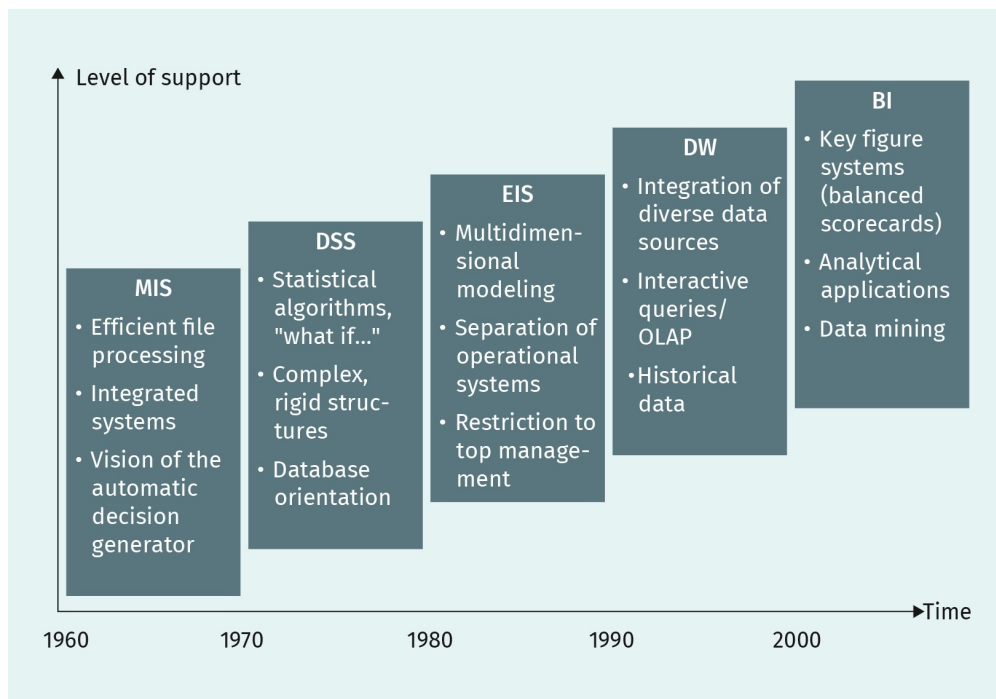 Level of support
MIS
• Efficient file
processing
• Integrated
systems
• Vision of the
automatic
decision
generator
DSS
• Statistical
algorithms,
"what if..."
• Complex,
rigid struc-
tures
• Database
orientation
EIS
• Multidimen-
sional
modeling
• Separation of
operational
systems
• Restriction to
top manage-
ment
DW
• Integration of
diverse data
sources
• Interactive
queries/
OLAP
•Historical
data
BI
• Key figure
systems
(balanced
scorecards)
• Analytical
applications
• Data mining
Time
1960
1970
1980
1990
2000